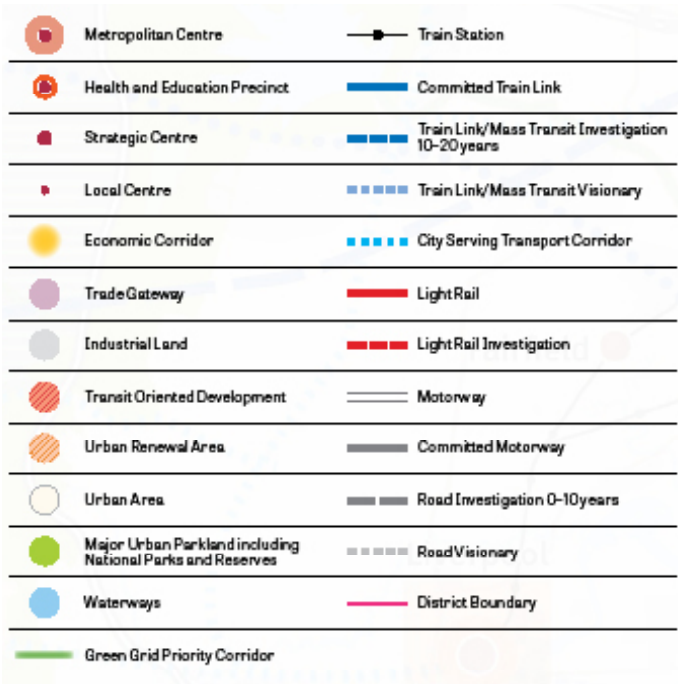 Metropolitan Centre
Train Station
Health and Education Precinct
Committed Train Link
Strategic Centre
Train Link/Mass Transit Investigation
10-20 years
Local Centre
Train Link/Mass Transit Visionary
Economic Corridor
City Serving Transport Corridor
Trade Gateway
Light Rail
Industrial Land
Light Rail Investigation
Fairfield
Transit Oriented Development
Motorway
Urban Renewal Area
Committed Motorway
Urban Area
Road Investigation 0-10 years
Major Urban Parkland including
National Parks and Reserves
Road Visionary
Liverpool
Waterways
District Boundary
Green Grid Priority Corridor